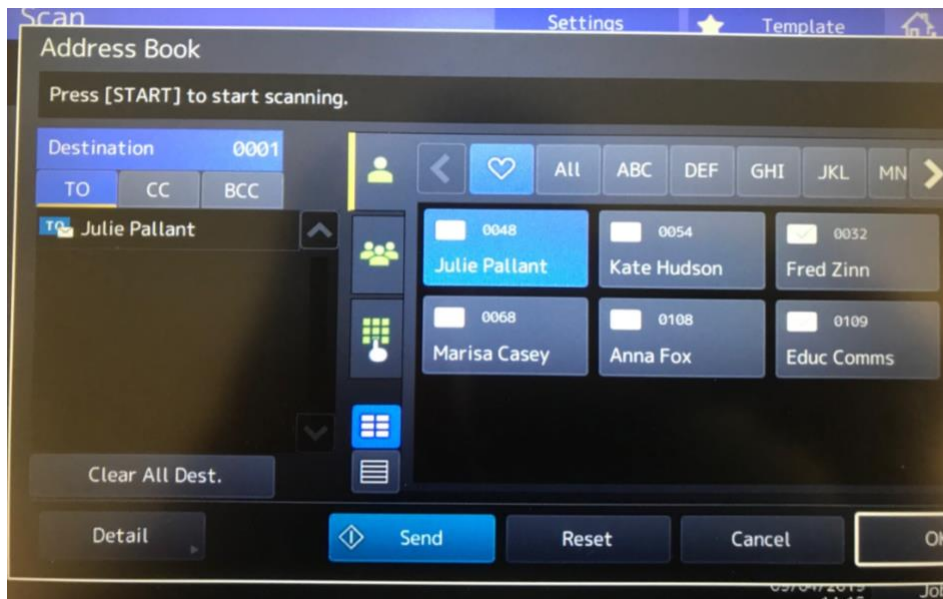 Scan
Settings
Template
Address Book
Press [START] to start scanning.
Destination 0001
TO CC BCC
TO Julie Pallant
All ABC DEF GHI JKL MN
0048
Julie Pallant
0054
Kate Hudson
0032
Fred Zinn
0068
Marisa Casey
0108
Anna Fox
0109
Educ Comms
Clear All Dest.
Detail
Send
Reset
Cancel
OK